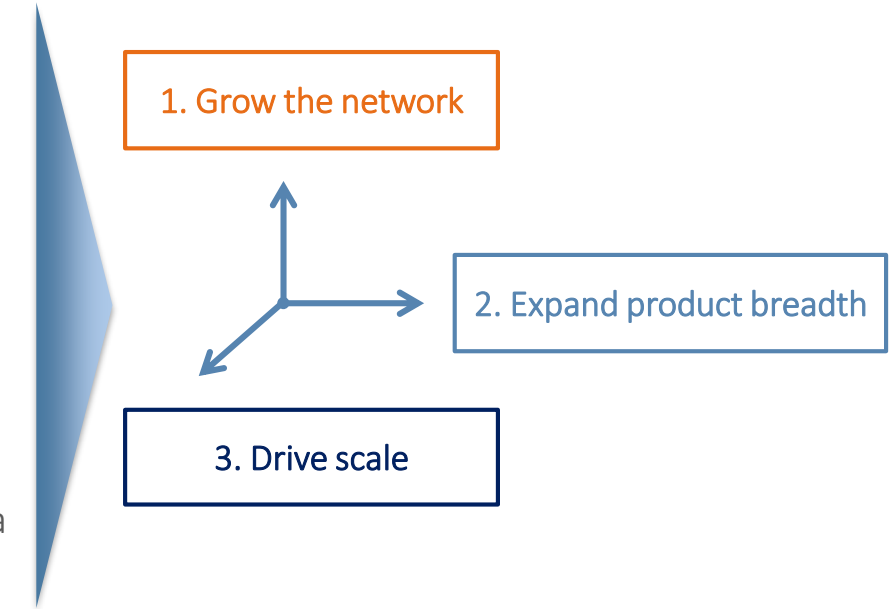 1. Grow the network
2. Expand product breadth
3. Drive scale
a